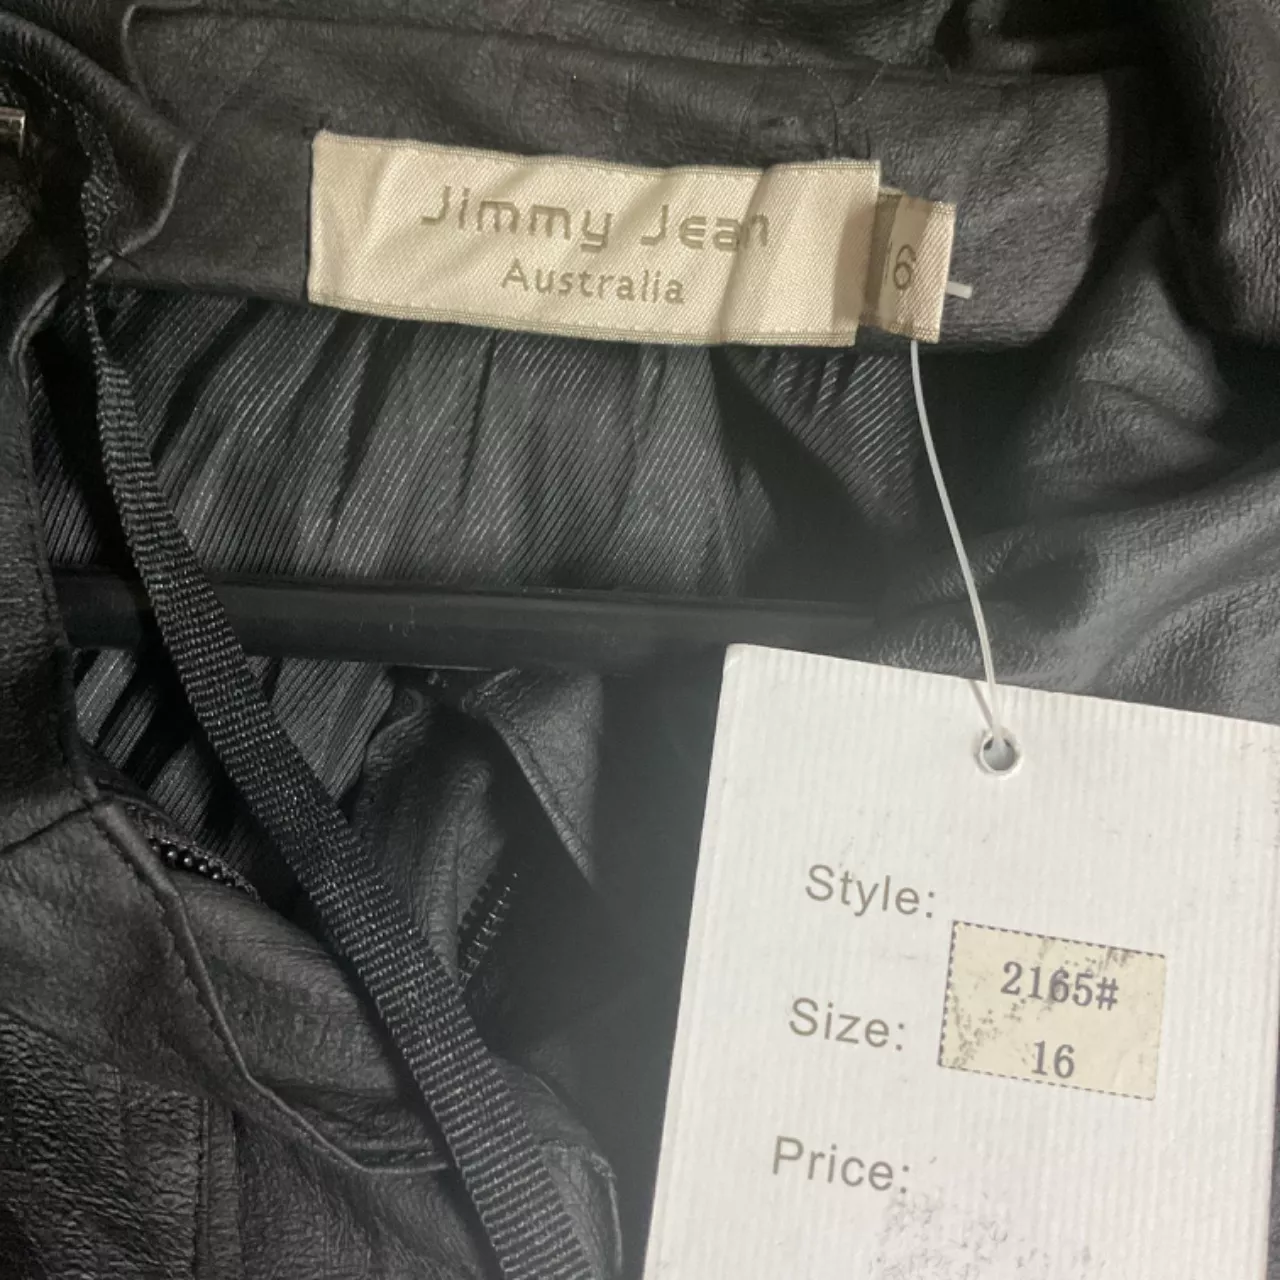 Jimmy Jean
Australia
16
Style:
2165#
Size:
16
Price: